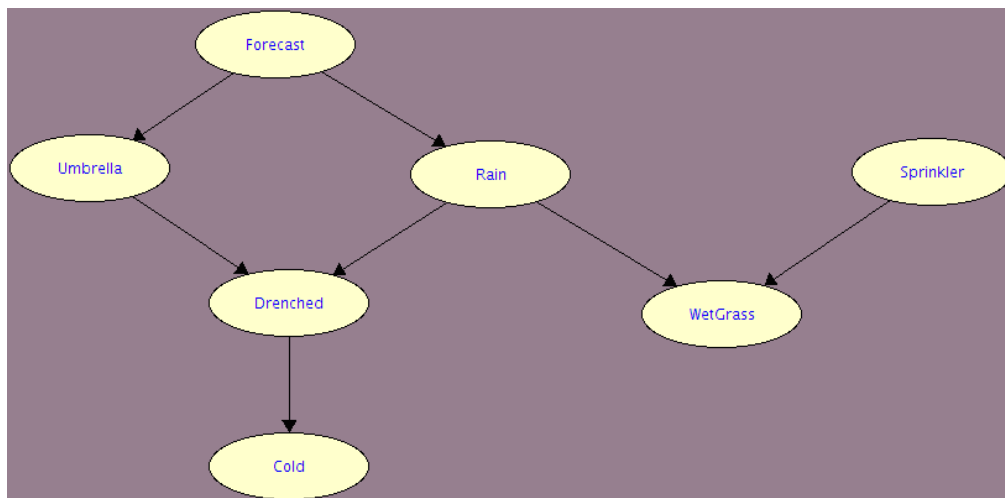 Forecast
Umbrella
Rain
Sprinkler
Drenched
WetGrass
Cold